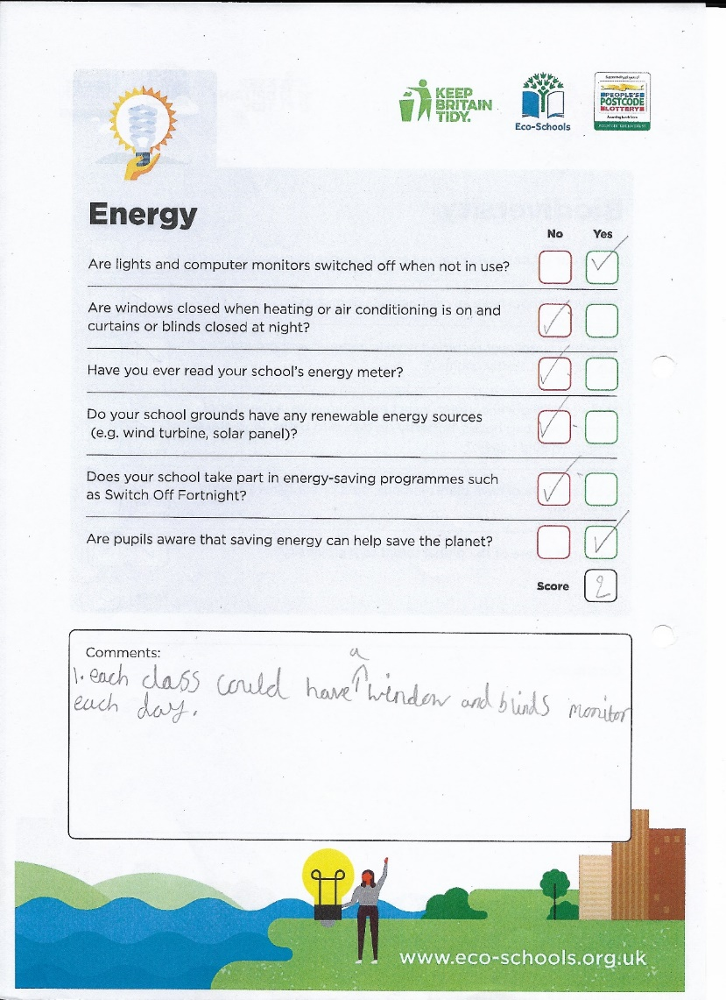 KEEP
BRITAIN
TIDY.
Eco-Schools
PEOPLE'S
POSTCODE
LOTTERY
Energy
No Yes
Are lights and computer monitors switched off when not in use?
Are windows closed when heating or air conditioning is on and
curtains or blinds closed at night?
Have you ever read your school's energy meter?
Do your school grounds have any renewable energy sources
(e.g. wind turbine, solar panel)?
Does your school take part in energy-saving programmes such
as Switch Off Fortnight?
Are pupils aware that saving energy can help save the planet?
Score 2
Comments:
1. each class could have a window and blinds monitor
each day.
www.eco-schools.org.uk